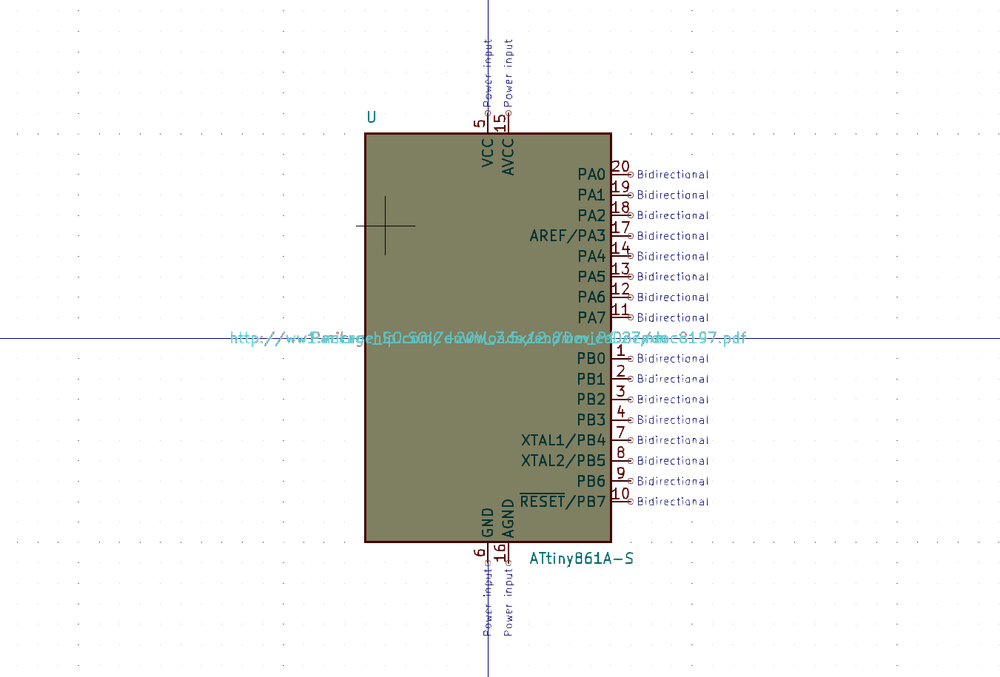 Power input
Power input
U
5
15
VCC
AVCC
PA0 20 Bidirectional
PA1 19 Bidirectional
PA2 18 Bidirectional
AREF/PA3 17 Bidirectional
PA4 14 Bidirectional
PA5 13 Bidirectional
PA6 12 Bidirectional
PA7 11 Bidirectional
PB0 1 Bidirectional
PB1 2 Bidirectional
PB2 3 Bidirectional
PB3 4 Bidirectional
XTAL1/PB4 7 Bidirectional
XTAL2/PB5 8 Bidirectional
PB6 9 Bidirectional
RESET/PB7 10 Bidirectional
GND
AGND
6
16
ATtiny861A-S
Power input
Power input